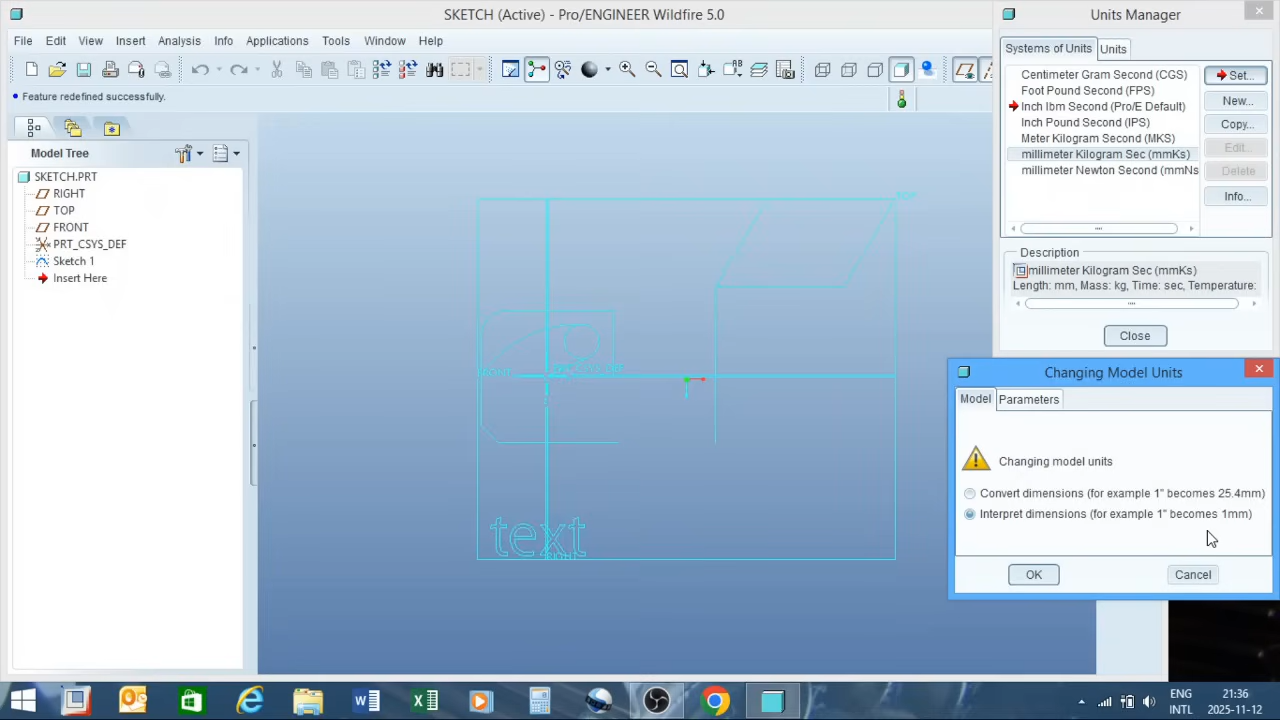 SKETCH (Active) - Pro/ENGINEER Wildfire 5.0
File Edit View Insert Analysis Info Applications Tools Window Help
Feature redefined successfully.
Model Tree
SKETCH.PRT
RIGHT
TOP
FRONT
PRT_CSYS_DEF
Sketch 1
Insert Here
TOP
PRT_CSYS_DEF
FRONT
text
RIGHT
Units Manager
Systems of Units Units
Centimeter Gram Second (CGS)
Foot Pound Second (FPS)
Inch lbm Second (Pro/E Default)
Inch Pound Second (IPS)
Meter Kilogram Second (MKS)
millimeter Kilogram Sec (mmKs)
millimeter Newton Second (mmNs
Set...
New...
Copy...
Edit...
Delete
Info...
Description
millimeter Kilogram Sec (mmKs)
Length: mm, Mass: kg, Time: sec, Temperature:
Close
Changing Model Units
Model Parameters
Changing model units
Convert dimensions (for example 1" becomes 25.4mm)
Interpret dimensions (for example 1" becomes 1mm)
OK Cancel
ENG
INTL
21:36
2025-11-12